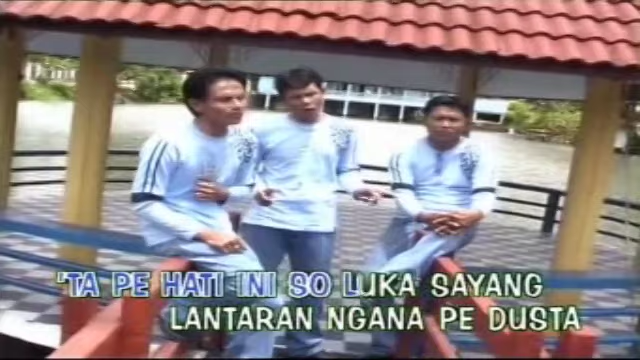 'TA PE HATI INI SO LUKA SAYANG
LANTARAN NGANA PE DUSTA